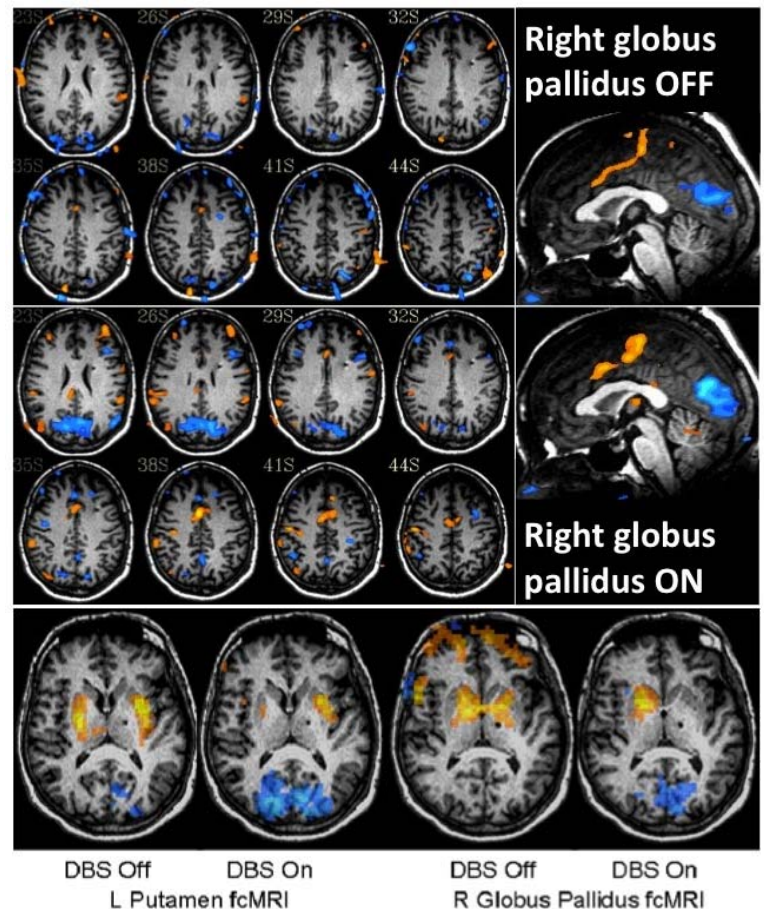 23S 26S 29S 32S
Right globus
pallidus OFF
35S 38S 41S 44S
23S 26S 29S 32S
35S 38S 41S 44S
Right globus
pallidus ON
DBS Off DBS On DBS Off DBS On
L Putamen fcMRI R Globus Pallidus fcMRI